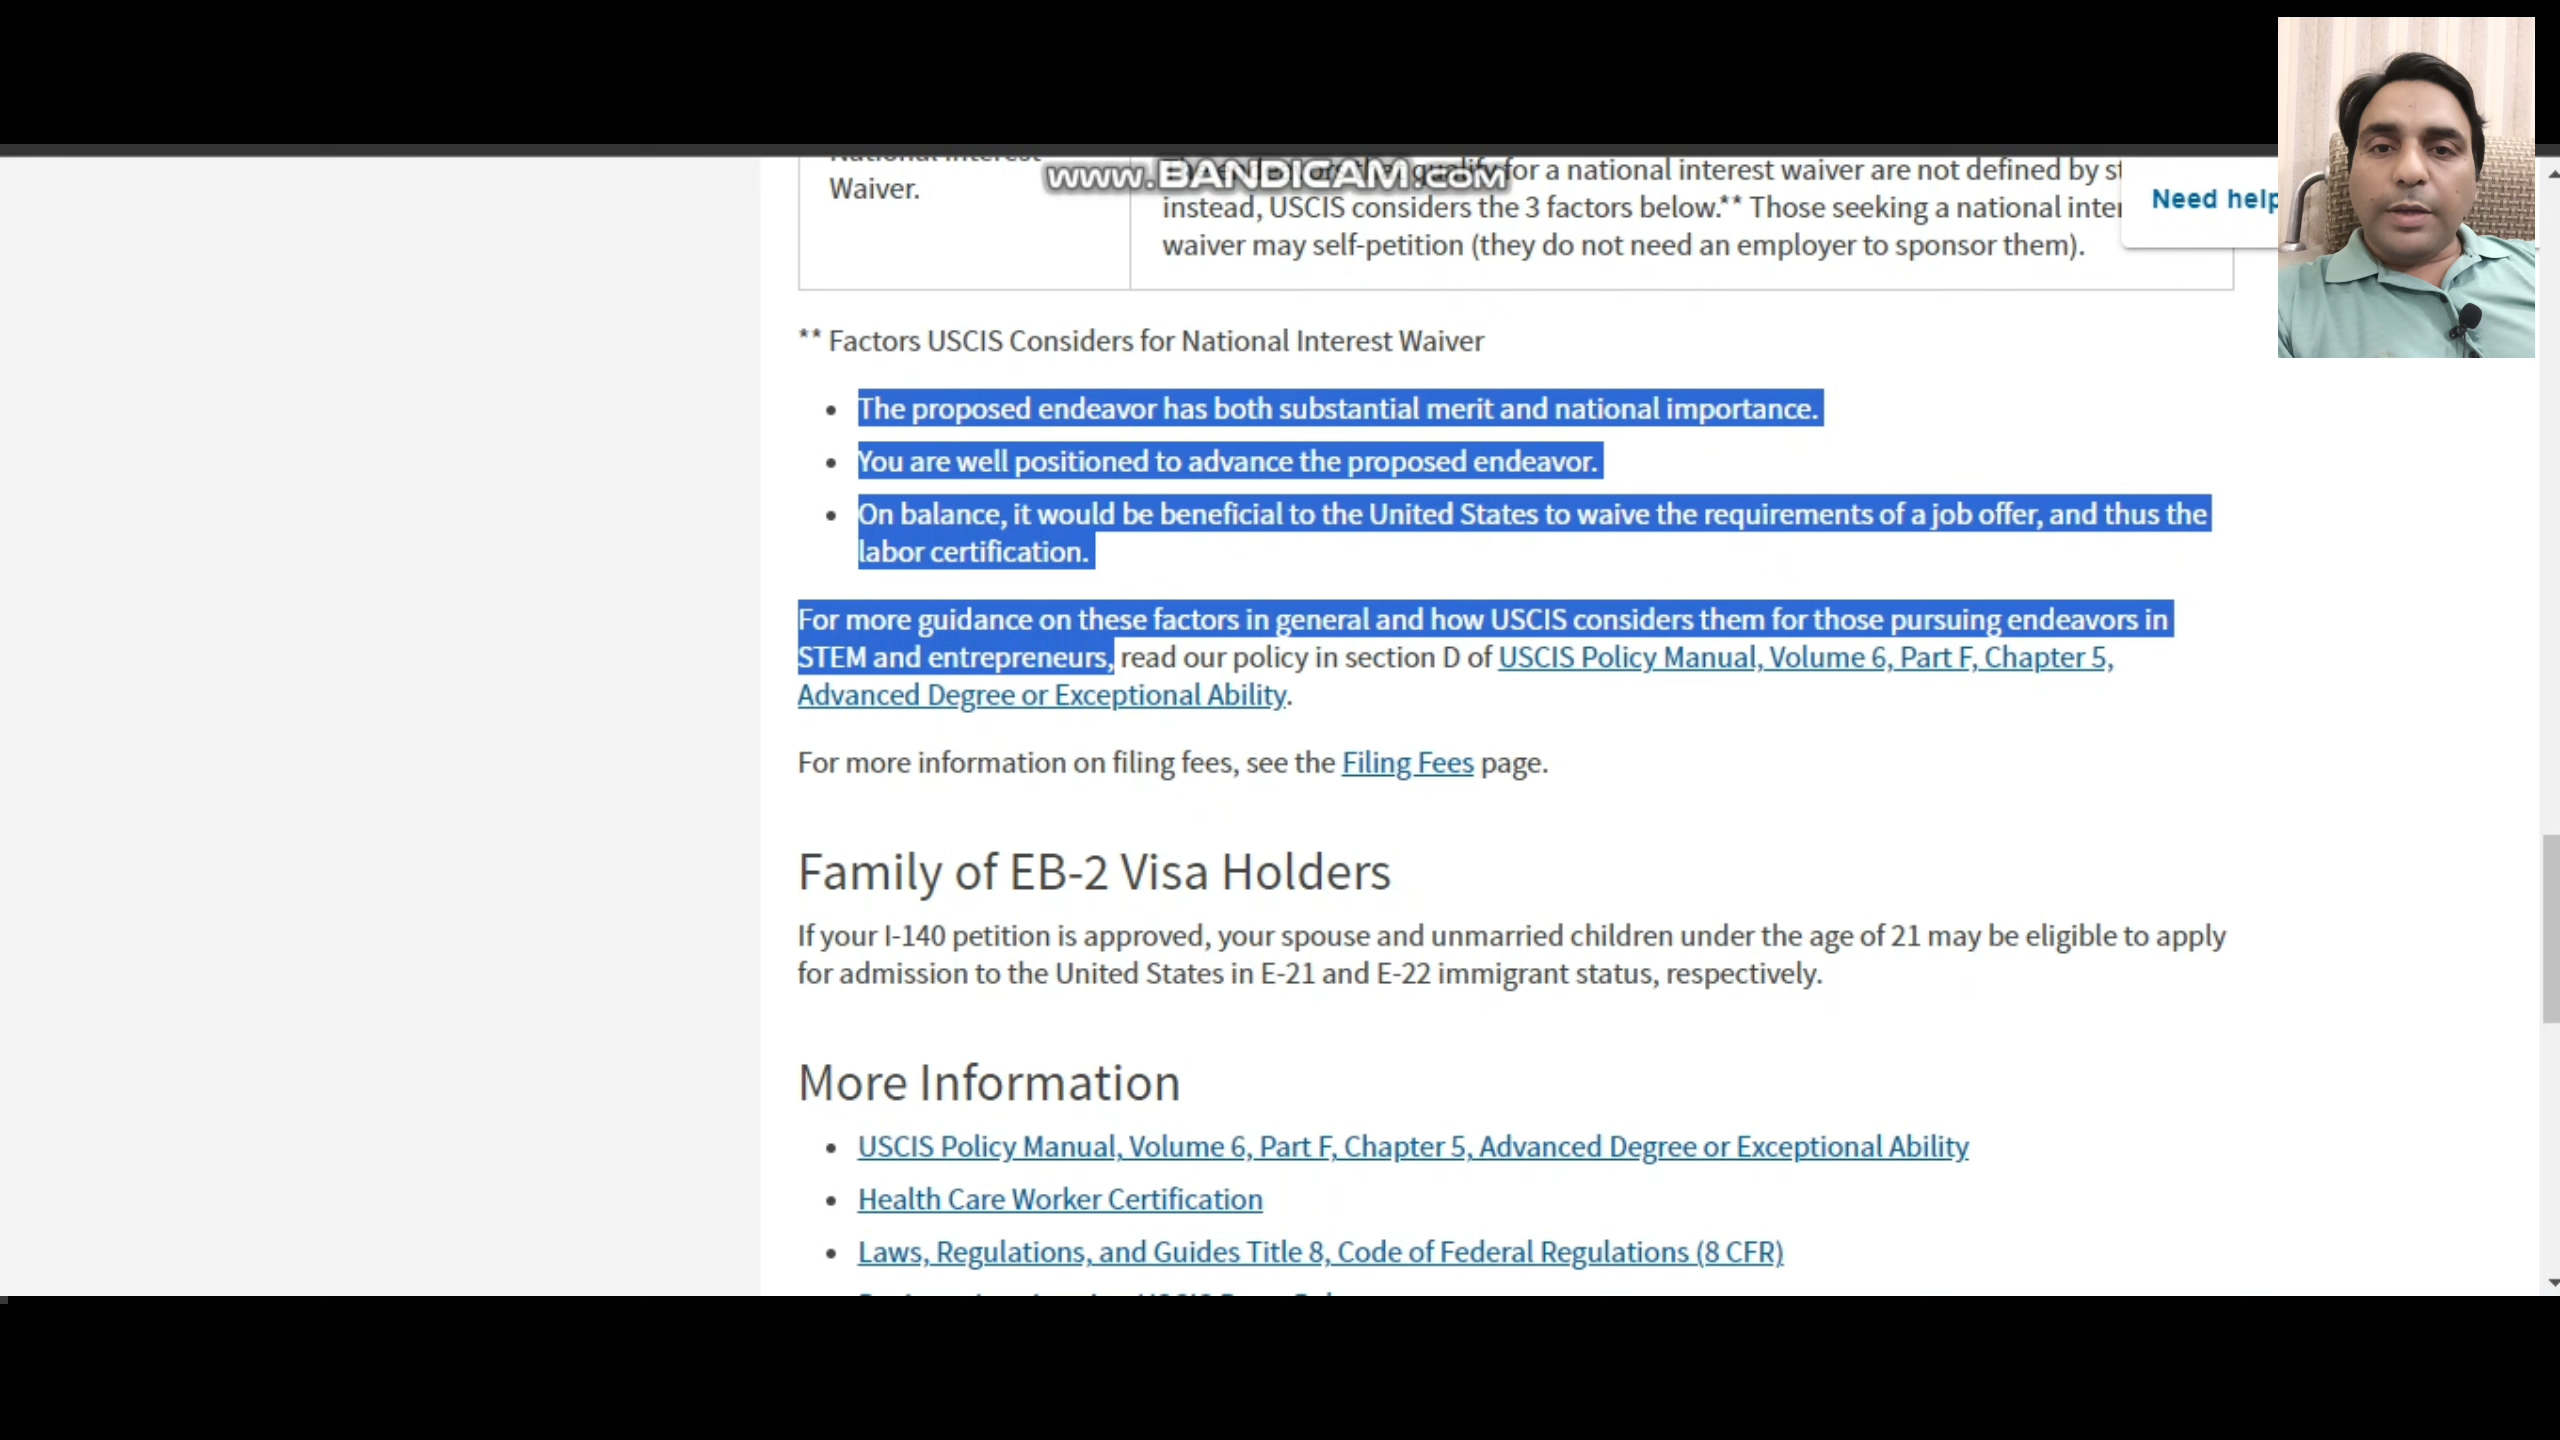 www.BANDICAM.com
National Interest
Waiver.
qualify for a national interest waiver are not defined by
instead, USCIS considers the 3 factors below.** Those seeking a national
waiver may self-petition (they do not need an employer to sponsor them).
Need help
** Factors USCIS Considers for National Interest Waiver
• The proposed endeavor has both substantial merit and national importance.
• You are well positioned to advance the proposed endeavor.
• On balance, it would be beneficial to the United States to waive the requirements of a job offer, and thus the
labor certification.
For more guidance on these factors in general and how USCIS considers them for those pursuing endeavors in
STEM and entrepreneurs, read our policy in section D of USCIS Policy Manual, Volume 6, Part F, Chapter 5,
Advanced Degree or Exceptional Ability.
For more information on filing fees, see the Filing Fees page.
Family of EB-2 Visa Holders
If your I-140 petition is approved, your spouse and unmarried children under the age of 21 may be eligible to apply
for admission to the United States in E-21 and E-22 immigrant status, respectively.
More Information
• USCIS Policy Manual, Volume 6, Part F, Chapter 5, Advanced Degree or Exceptional Ability
• Health Care Worker Certification
• Laws, Regulations, and Guides Title 8, Code of Federal Regulations (8 CFR)